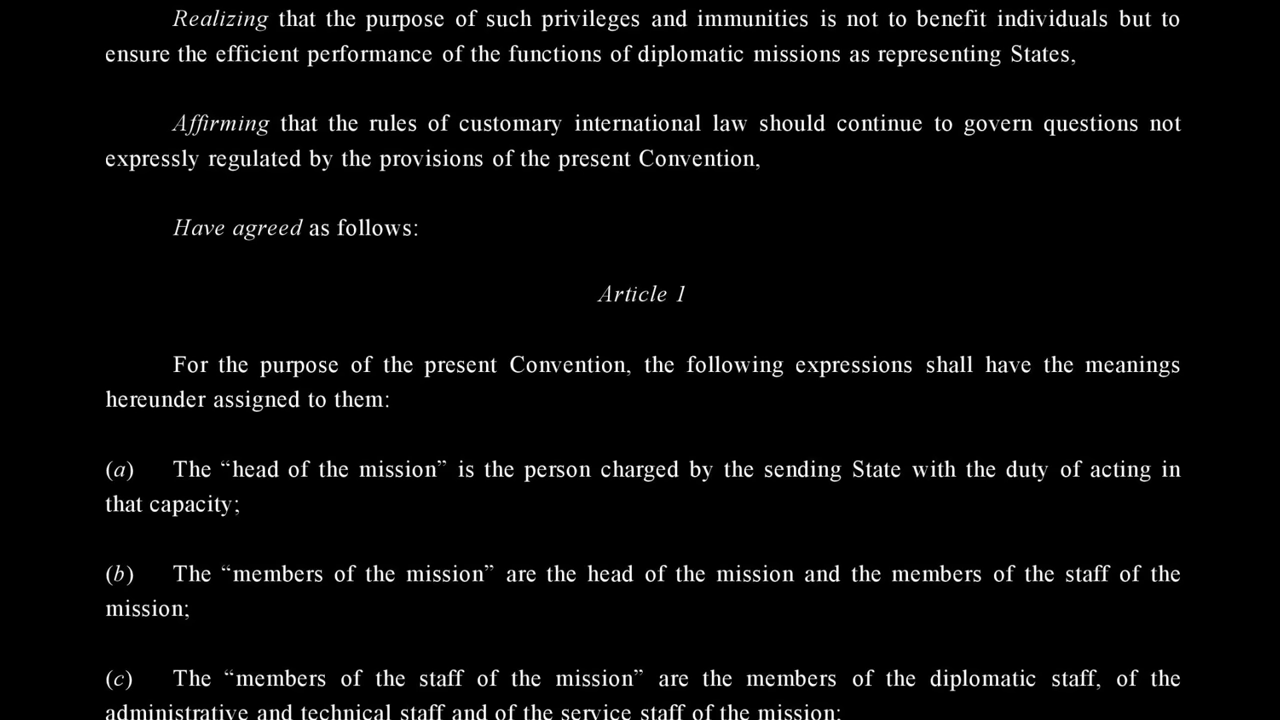 Realizing that the purpose of such privileges and immunities is not to benefit individuals but to
ensure the efficient performance of the functions of diplomatic missions as representing States,
Affirming that the rules of customary international law should continue to govern questions not
expressly regulated by the provisions of the present Convention,
Have agreed as follows:
Article 1
For the purpose of the present Convention, the following expressions shall have the meanings
hereunder assigned to them:
(a) The “head of the mission” is the person charged by the sending State with the duty of acting in
that capacity;
(b) The “members of the mission” are the head of the mission and the members of the staff of the
mission;
(c) The “members of the staff of the mission” are the members of the diplomatic staff, of the
administrative and technical staff and of the service staff of the mission;